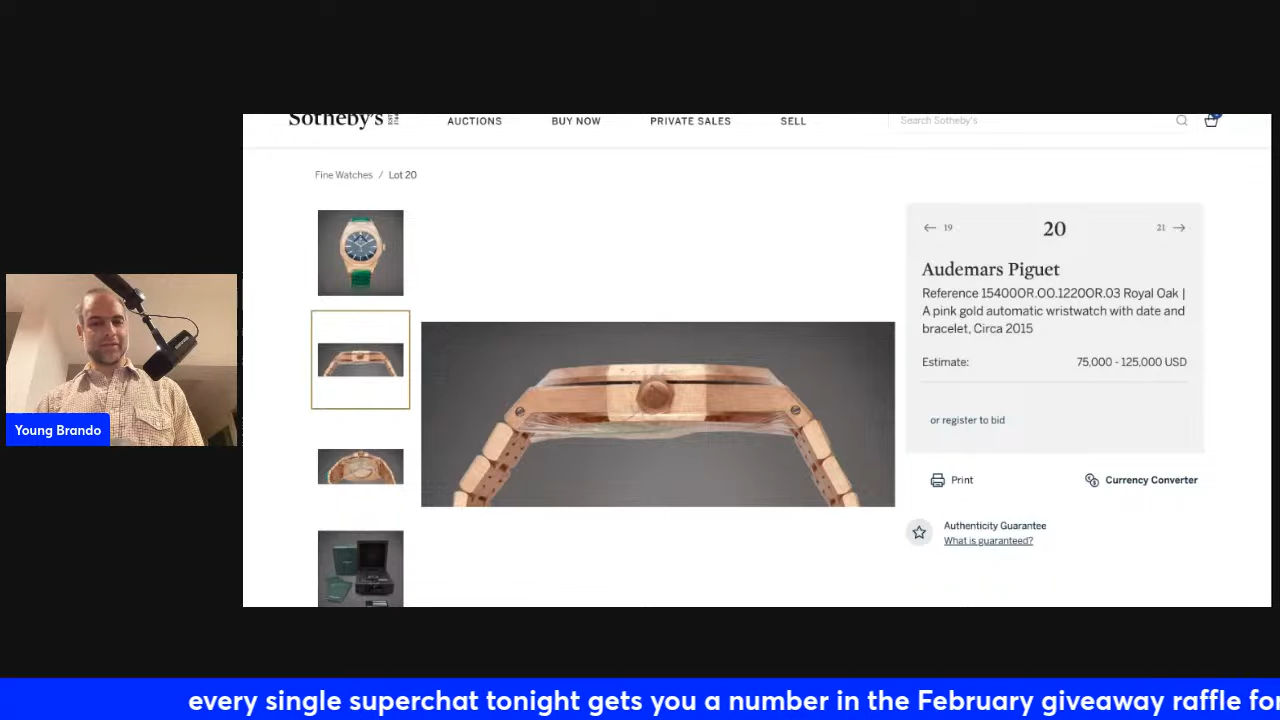 Sotheby's
AUCTIONS
BUY NOW
PRIVATE SALES
SELL
Search Sotheby's
Fine Watches / Lot 20
← 19
20
21 →
Audemars Piguet
Reference 15400OR.OO.1220OR.03 Royal Oak |
A pink gold automatic wristwatch with date and
bracelet, Circa 2015
Estimate:
75,000 - 125,000 USD
or register to bid
Print
Currency Converter
Authenticity Guarantee
What is guaranteed?
Young Brando
every single superchat tonight gets you a number in the February giveaway raffle for